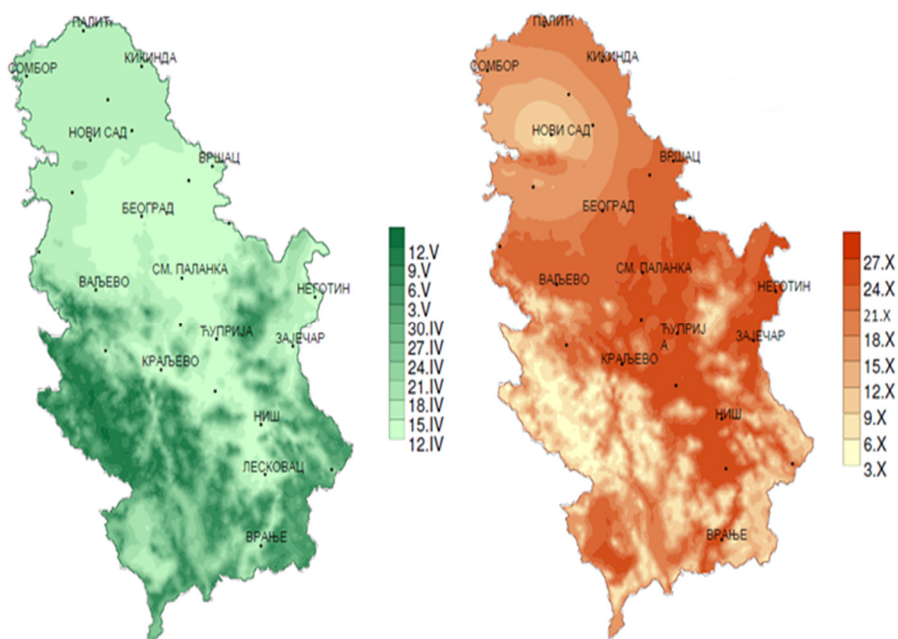 ПАЛИЋ
КИКИНДА
СОМБОР
НОВИ САД
ВРШАЦ
БЕОГРАД
СМ. ПАЛАНКА
ВАЉЕВО
НЕГОТИН
ЋУПРИЈА
ЗАЈЕЧАР
КРАЉЕВО
НИШ
ЛЕСКОВАЦ
ВРАЊЕ
12.V
9.V
6.V
3.V
30.IV
27.IV
24.IV
21.IV
18.IV
15.IV
12.IV
ПАЛИЋ
КИКИНДА
СОМБОР
НОВИ САД
ВРШАЦ
БЕОГРАД
СМ. ПАЛАНКА
ВАЉЕВО
НЕГОТИН
ЋУПРИЈ
А
ЗАЈЕЧАР
КРАЉЕВО
НИШ
ВРАЊЕ
27.X
24.X
21.X
18.X
15.X
12.X
9.X
6.X
3.X